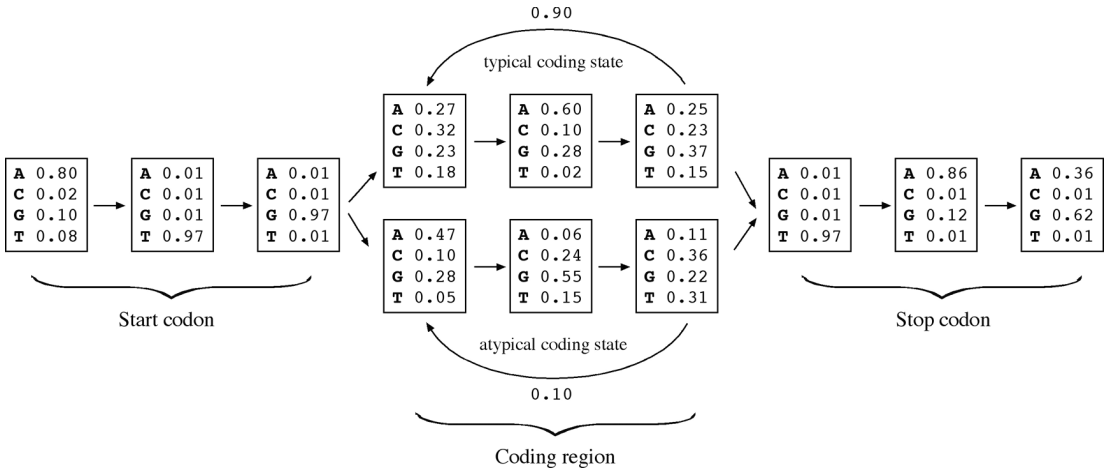 0.90
typical coding state
A 0.27
C 0.32
G 0.23
T 0.18
A 0.60
C 0.10
G 0.28
T 0.02
A 0.25
C 0.23
G 0.37
T 0.15
A 0.80
C 0.02
G 0.10
T 0.08
A 0.01
C 0.01
G 0.01
T 0.97
A 0.01
C 0.01
G 0.97
T 0.01
A 0.47
C 0.10
G 0.28
T 0.05
A 0.06
C 0.24
G 0.55
T 0.15
A 0.11
C 0.36
G 0.22
T 0.31
A 0.01
C 0.01
G 0.01
T 0.97
A 0.86
C 0.01
G 0.12
T 0.01
A 0.36
C 0.01
G 0.62
T 0.01
Start codon
atypical coding state
0.10
Coding region
Stop codon